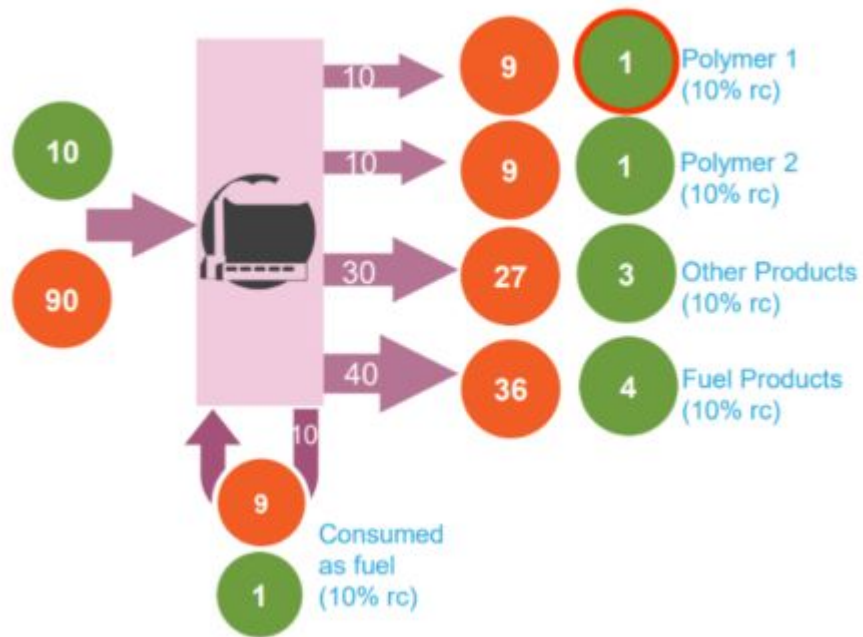 10
90
10
9
1
Polymer 1
(10% rc)
10
9
1
Polymer 2
(10% rc)
30
27
3
Other Products
(10% rc)
40
36
4
Fuel Products
(10% rc)
10
9
1
Consumed
as fuel
(10% rc)